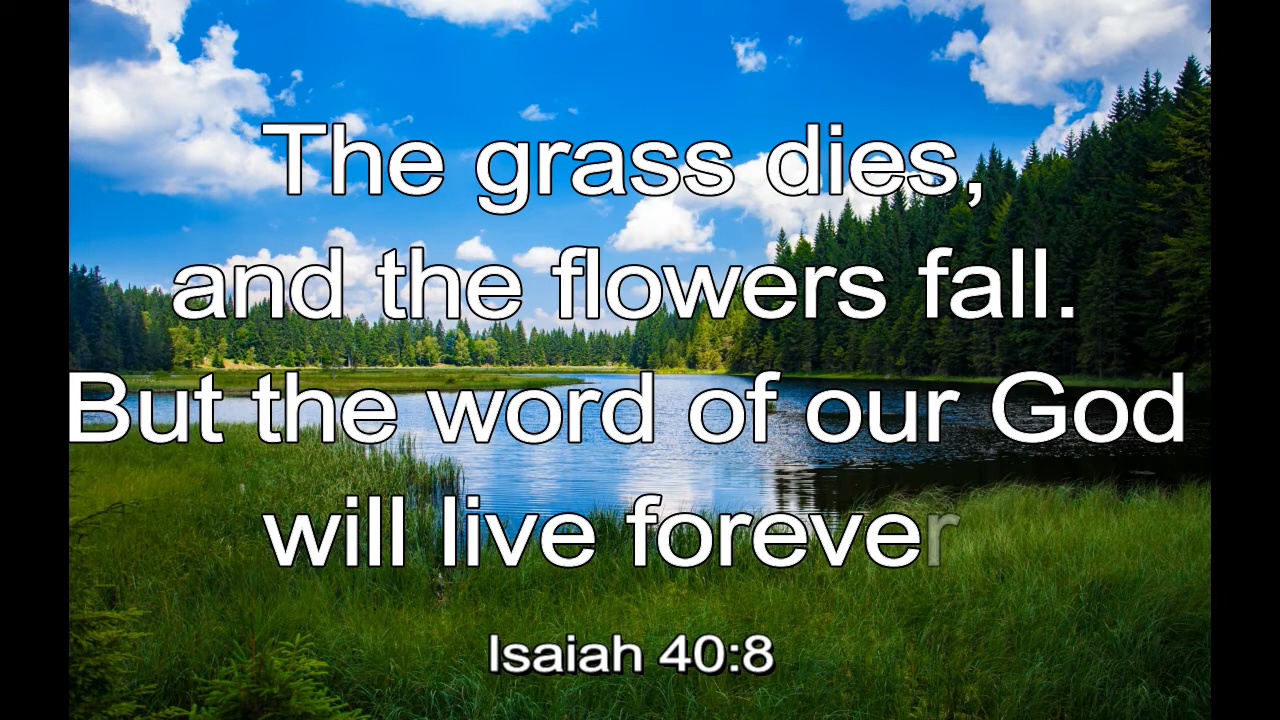 The grass dies,
and the flowers fall.
But the word of our God
will live forever
Isaiah 40:8